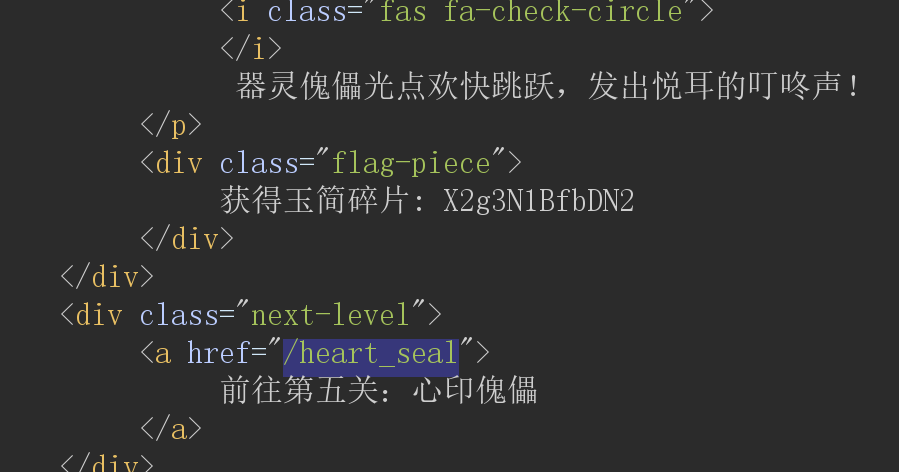 <i class="fas fa-check-circle">
</i>
器灵傀儡光点欢快跳跃，发出悦耳的叮咚声！
</p>
<div class="flag-piece">
获得玉简碎片: X2g3N1BfbDN2
</div>
</div>
<div class="next-level">
<a href="/heart_seal">
前往第五关: 心印傀儡
</a>
</div>